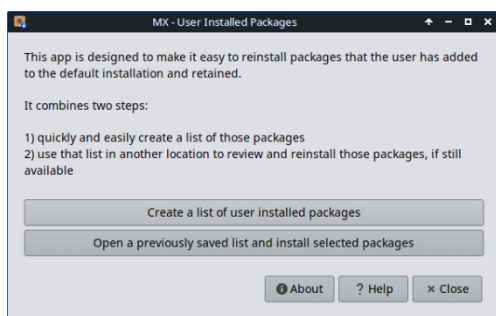 MX - User Installed Packages
This app is designed to make it easy to reinstall packages that the user has added
to the default installation and retained.
It combines two steps:
1) quickly and easily create a list of those packages
2) use that list in another location to review and reinstall those packages, if still
available
Create a list of user installed packages
Open a previously saved list and install selected packages
About
? Help
× Close